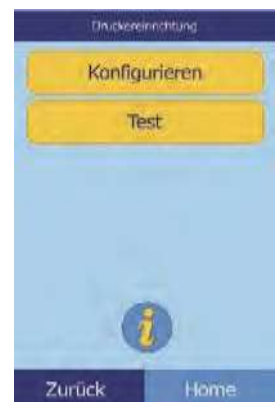 Druckereinrichtung
Konfigurieren
Test
i
Zurück
Home